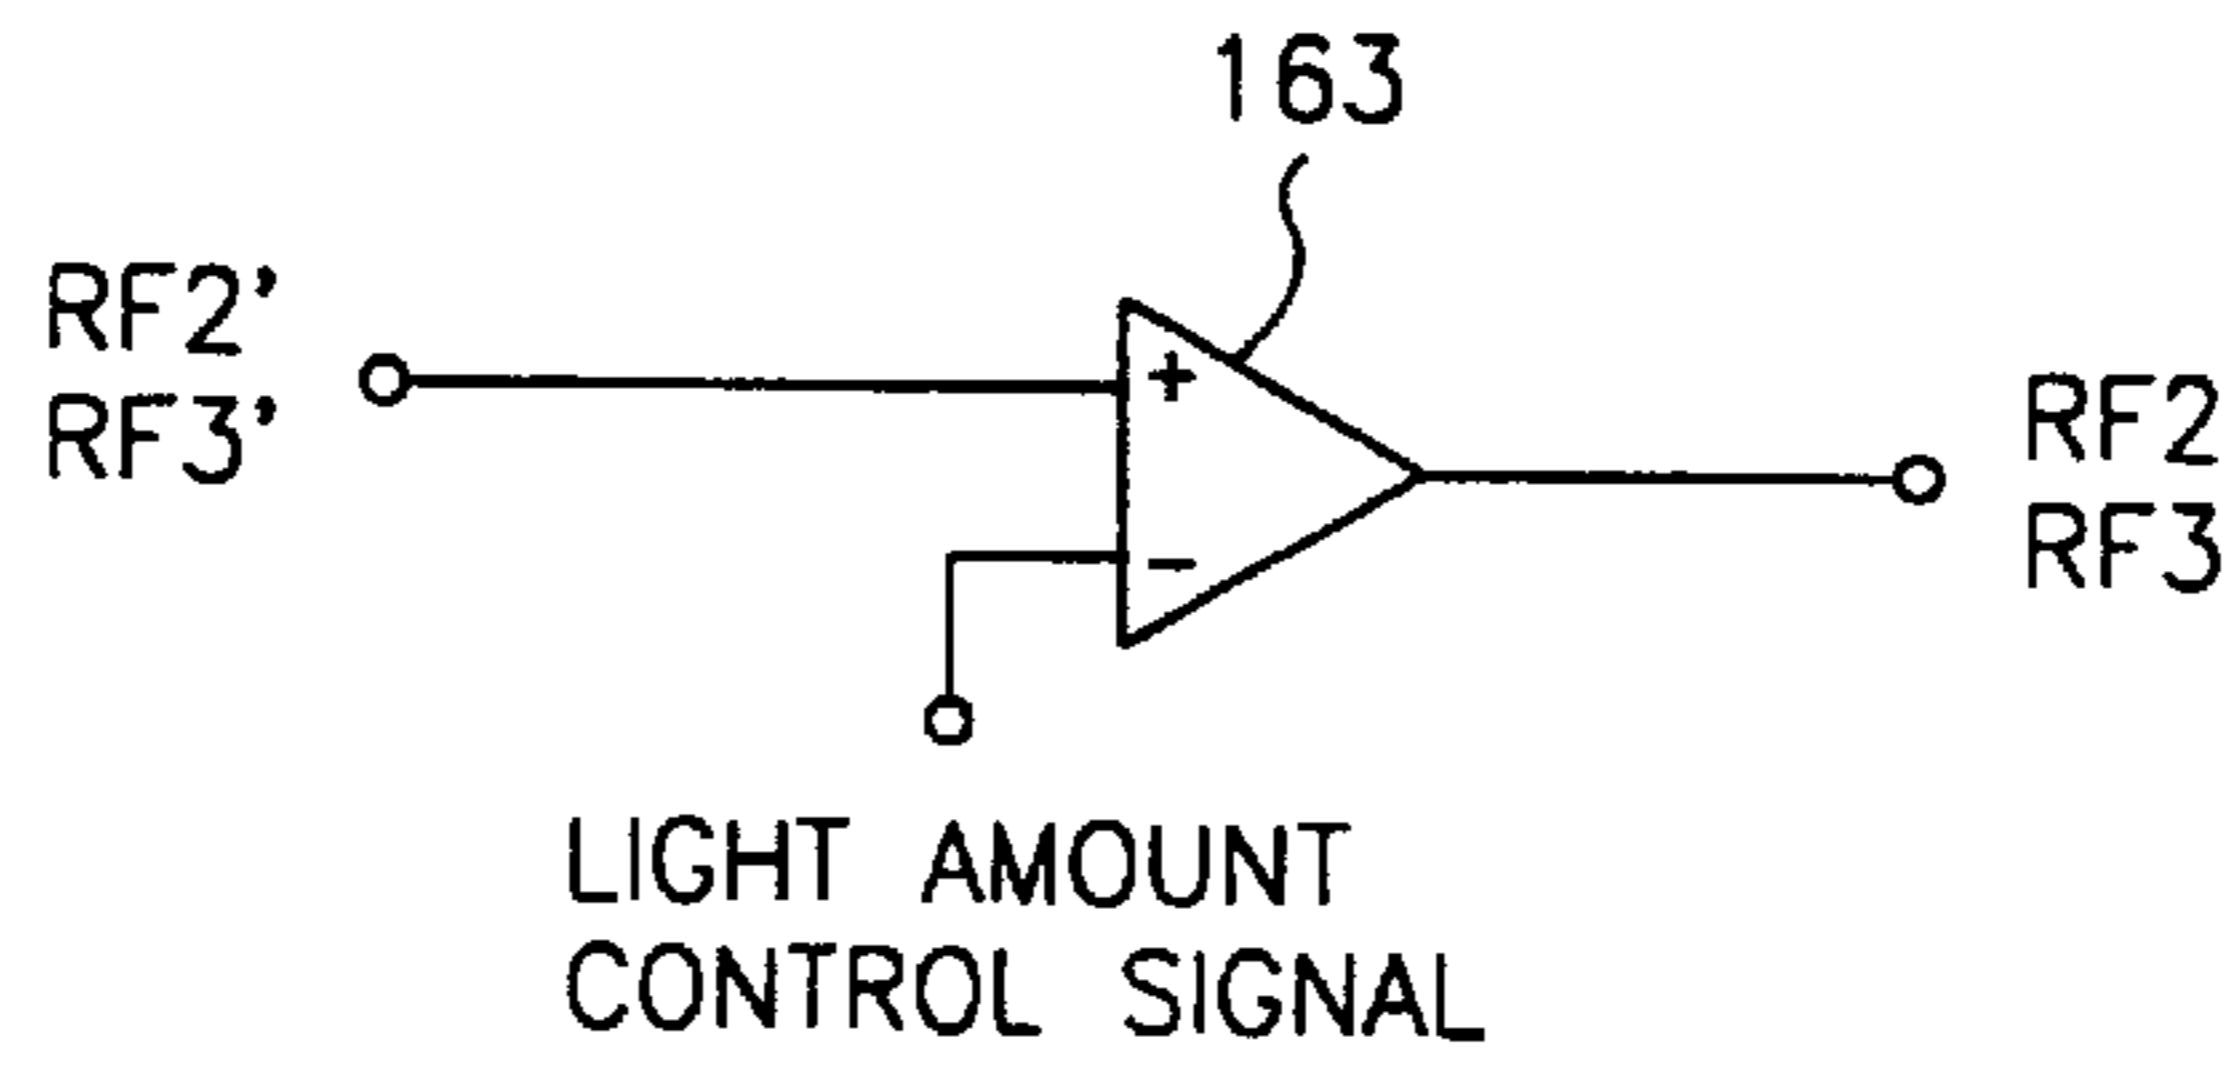 163
RF2'
RF3'
+
RF2
RF3
-
LIGHT AMOUNT
CONTROL SIGNAL